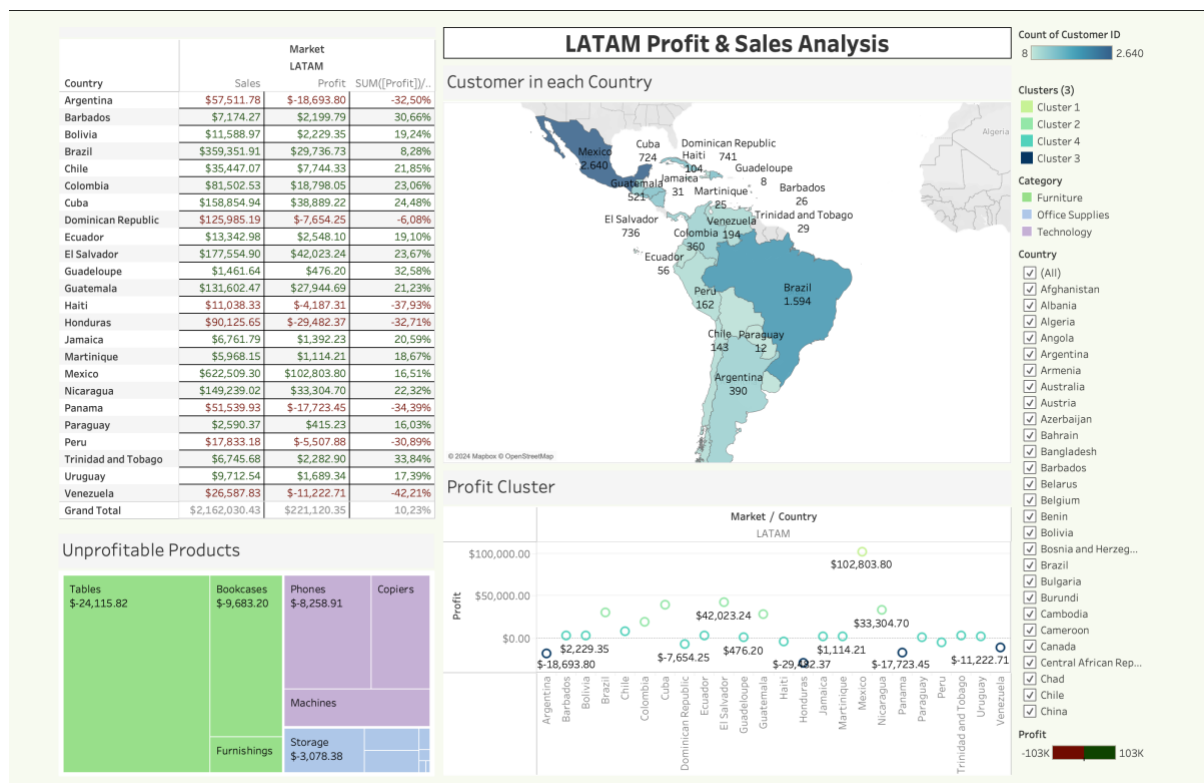 LATAM Profit & Sales Analysis
Market
LATAM
Country Sales Profit SUM([Profit])/..
Argentina $57,511.78 $-18,693.80 -32,50%
Barbados $7,174.27 $2,199.79 30,66%
Bolivia $11,588.97 $2,229.35 19,24%
Brazil $359,351.91 $29,736.73 8,28%
Chile $35,447.07 $7,744.33 21,85%
Colombia $81,502.53 $18,798.05 23,06%
Cuba $158,854.94 $38,889.22 24,48%
Dominican Republic $125,985.19 $-7,654.25 -6,08%
Ecuador $13,342.98 $2,548.10 19,10%
El Salvador $177,554.90 $42,023.24 23,67%
Guadeloupe $1,461.64 $476.20 32,58%
Guatemala $131,602.47 $27,944.69 21,23%
Haiti $11,038.33 $-4,187.31 -37,93%
Honduras $90,125.65 $-29,482.37 -32,71%
Jamaica $6,761.79 $1,392.23 20,59%
Martinique $5,968.15 $1,114.21 18,67%
Mexico $622,509.30 $102,803.80 16,51%
Nicaragua $149,239.02 $33,304.70 22,32%
Panama $51,539.93 $-17,723.45 -34,39%
Paraguay $2,590.37 $415.23 16,03%
Peru $17,833.18 $-5,507.88 -30,89%
Trinidad and Tobago $6,745.68 $2,282.90 33,84%
Uruguay $9,712.54 $1,689.34 17,39%
Venezuela $26,587.83 $-11,222.71 -42,21%
Grand Total $2,162,030.43 $221,120.35 10,23%
Unprofitable Products
Tables
$-24,115.82
Bookcases
$-9,683.20
Furnishings
Phones
$-8,258.91
Copiers
Machines
Storage
$-3,078.38
Customer in each Country
Algeria
Mexico
2.640
Cuba
724
Dominican Republic
741
Haiti
104
Guadeloupe
8
Jamaica
31
Guatemala
521
Martinique
25
Barbados
26
El Salvador
736
Venezuela
194
Trinidad and Tobago
29
Colombia
360
Ecuador
56
Peru
162
Brazil
1.594
Chile
143
Paraguay
12
Argentina
390
© 2024 Mapbox © OpenStreetMap
Profit Cluster
Market / Country
LATAM
Profit
$100,000.00
$50,000.00
$0.00
$-18,693.80
$2,229.35
$-7,654.25
$42,023.24
$476.20
$-29,482.37
$1,114.21
$102,803.80
$33,304.70
$-17,723.45
$-11,222.71
Argentina
Barbados
Bolivia
Brazil
Chile
Colombia
Cuba
Dominican Republic
Ecuador
El Salvador
Guadeloupe
Guatemala
Haiti
Honduras
Jamaica
Martinique
Mexico
Nicaragua
Panama
Paraguay
Peru
Trinidad and Tobago
Uruguay
Venezuela
Count of Customer ID
8 2.640
Clusters (3)
Cluster 1
Cluster 2
Cluster 4
Cluster 3
Category
Furniture
Office Supplies
Technology
Country
(All)
Afghanistan
Albania
Algeria
Angola
Argentina
Armenia
Australia
Austria
Azerbaijan
Bahrain
Bangladesh
Barbados
Belarus
Belgium
Benin
Bolivia
Bosnia and Herzeg...
Brazil
Bulgaria
Burundi
Cambodia
Cameroon
Canada
Central African Rep...
Chad
Chile
China
Profit
-103K 103K